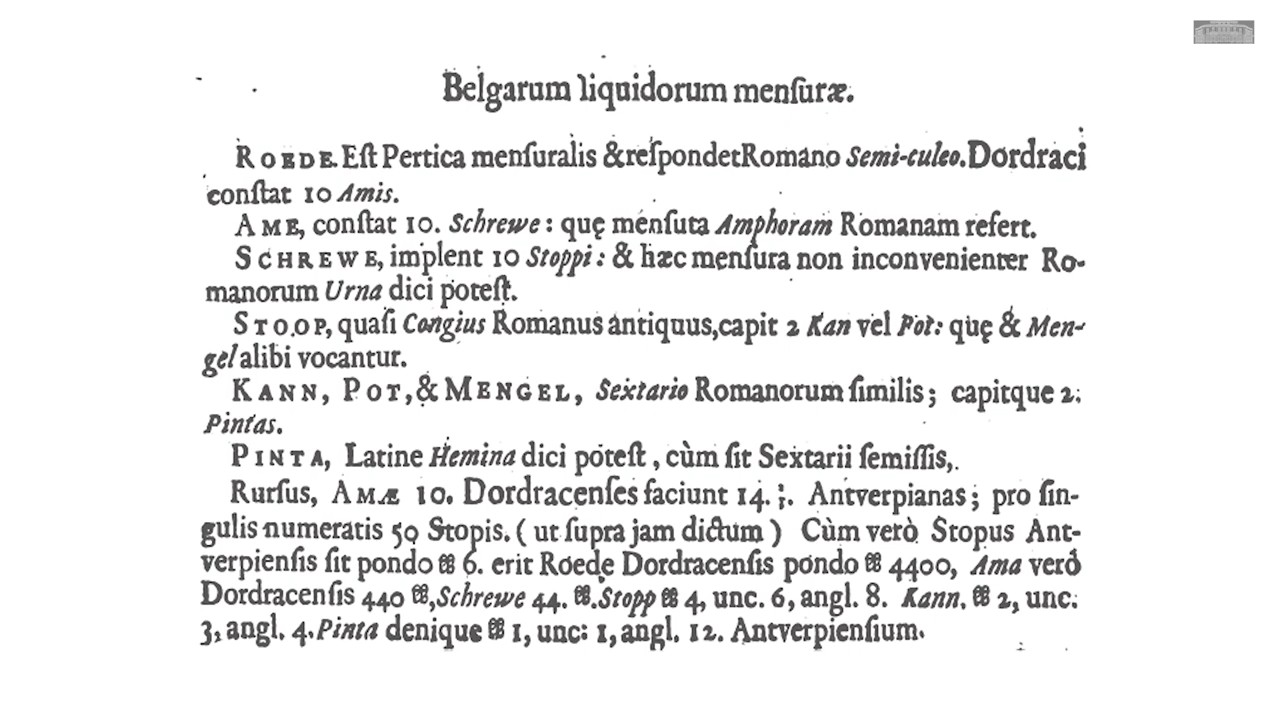 Belgarum liquidorum menſuræ.
ROEDE. Eſt Pertica menſuralis & reſpondet Romano Semi-culeo. Dordraci
conſtat 10 Amis.
AME, conſtat 10. Schrewe : quę menſuta Amphoram Romanam refert.
SCHREWE, implent 10 Stoppi : & hæc menſura non inconvenienter Ro-
manorum Urna dici poteſt.
STOOP, quaſi Congius Romanus antiquus, capit 2 Kan vel Pot: quę & Men-
gel alibi vocantur.
KANN, POT, & MENGEL, Sextario Romanorum ſimilis ; capitque 2.
Pintas.
PINTA, Latine Hemina dici poteſt, cùm ſit Sextarii ſemiſſis,.
Rurſus, AMÆ 10. Dordracenſes faciunt 14. Antverpianas ; pro ſin-
gulis numeratis 50 Stopis. ( ut ſupra jam dictum ) Cùm verò Stopus Ant-
verpienſis ſit pondo ℔ 6. erit Roede Dordracenſis pondo ℔ 4400, Ama verò
Dordracenſis 440 ℔, Schrewe 44. ℔. Stopp ℔ 4, unc. 6, angl. 8. Kann. ℔ 2, unc.
3, angl. 4. Pinta denique ℔ 1, unc: 1, angl. 12. Antverpienſium.